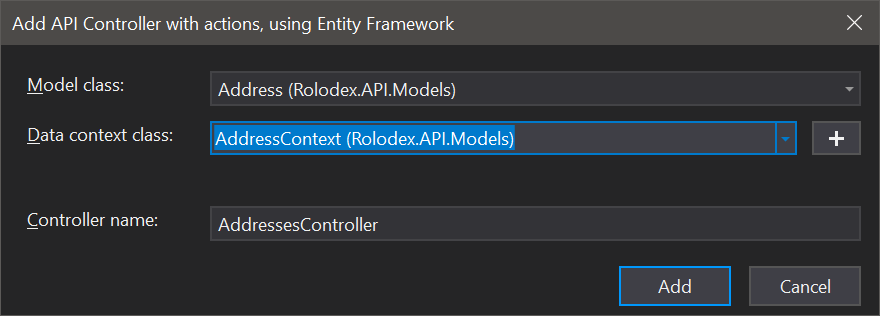 Add API Controller with actions, using Entity Framework
Model class: Address (Rolodex.API.Models)
Data context class: AddressContext (Rolodex.API.Models)
Controller name: AddressesController
Add Cancel